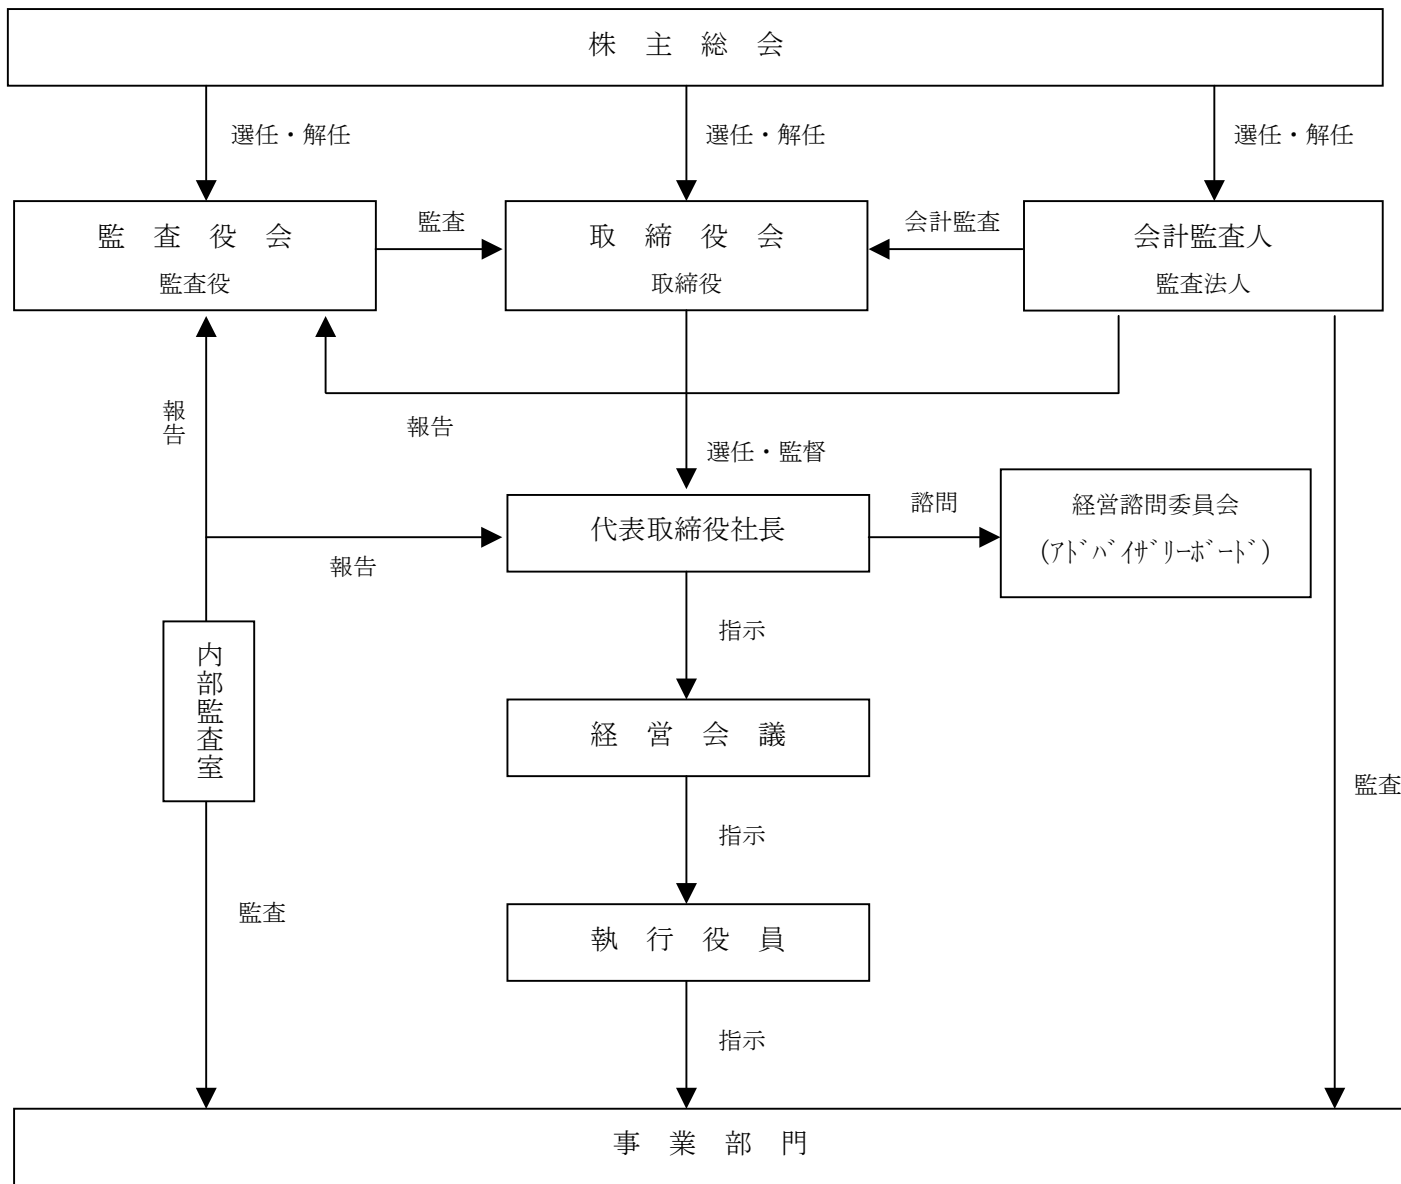 株 主 総 会
選任・解任
選任・解任
選任・解任
監 査 役 会
監査役
監査
取 締 役 会
取締役
会計監査
会計監査人
監査法人
報告
報告
選任・監督
代表取締役社長
諮問
経営諮問委員会
(ｱﾄﾞﾊﾞｲｻﾞﾘｰﾎﾞｰﾄﾞ)
報告
指示
内部監査室
経 営 会 議
監査
指示
監査
執 行 役 員
指示
事 業 部 門